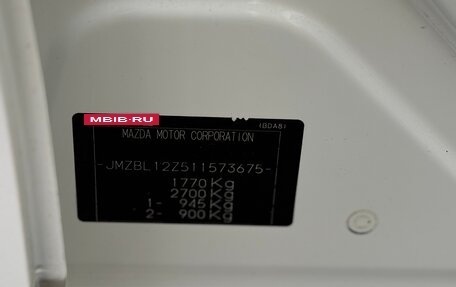 MBIB.RU
(BDA8)
MAZDA MOTOR CORPORATION
-JMZBL12Z511573675-
1770Kg
2700Kg
1- 945Kg
2- 900Kg